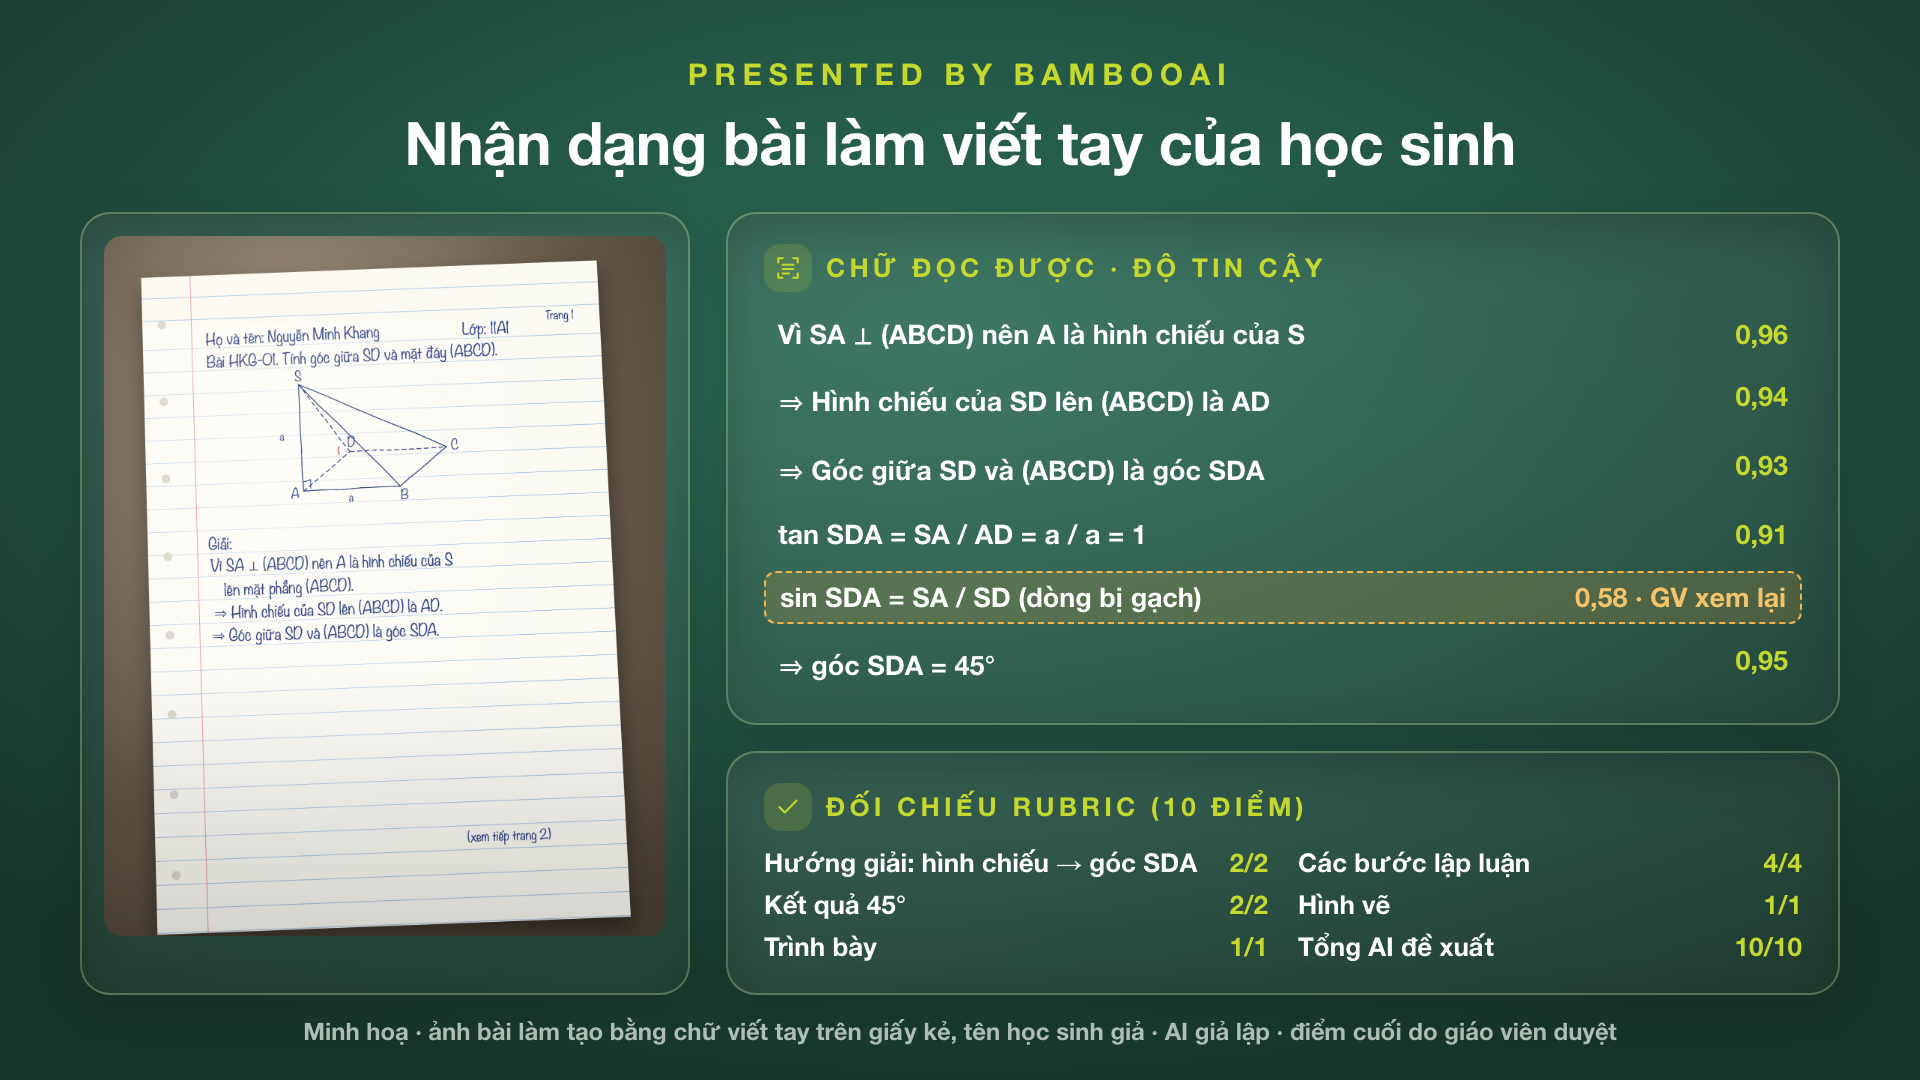 PRESENTED BY BAMBOOAI
Nhận dạng bài làm viết tay của học sinh
Trang 1
Họ và tên: Nguyễn Minh Khang Lớp: 11A1
Bài HKG-01. Tính góc giữa SD và mặt đáy (ABCD).
S
a
D
C
A
a
B
Giải:
Vì SA ⊥ (ABCD) nên A là hình chiếu của S
lên mặt phẳng (ABCD).
⇒ Hình chiếu của SD lên (ABCD) là AD.
⇒ Góc giữa SD và (ABCD) là góc SDA.
(xem tiếp trang 2)
CHỮ ĐỌC ĐƯỢC · ĐỘ TIN CẬY
Vì SA ⊥ (ABCD) nên A là hình chiếu của S 0,96
⇒ Hình chiếu của SD lên (ABCD) là AD 0,94
⇒ Góc giữa SD và (ABCD) là góc SDA 0,93
tan SDA = SA / AD = a / a = 1 0,91
sin SDA = SA / SD (dòng bị gạch) 0,58 · GV xem lại
⇒ góc SDA = 45° 0,95
ĐỐI CHIẾU RUBRIC (10 ĐIỂM)
Hướng giải: hình chiếu → góc SDA 2/2 Các bước lập luận 4/4
Kết quả 45° 2/2 Hình vẽ 1/1
Trình bày 1/1 Tổng AI đề xuất 10/10
Minh hoạ · ảnh bài làm tạo bằng chữ viết tay trên giấy kẻ, tên học sinh giả · AI giả lập · điểm cuối do giáo viên duyệt